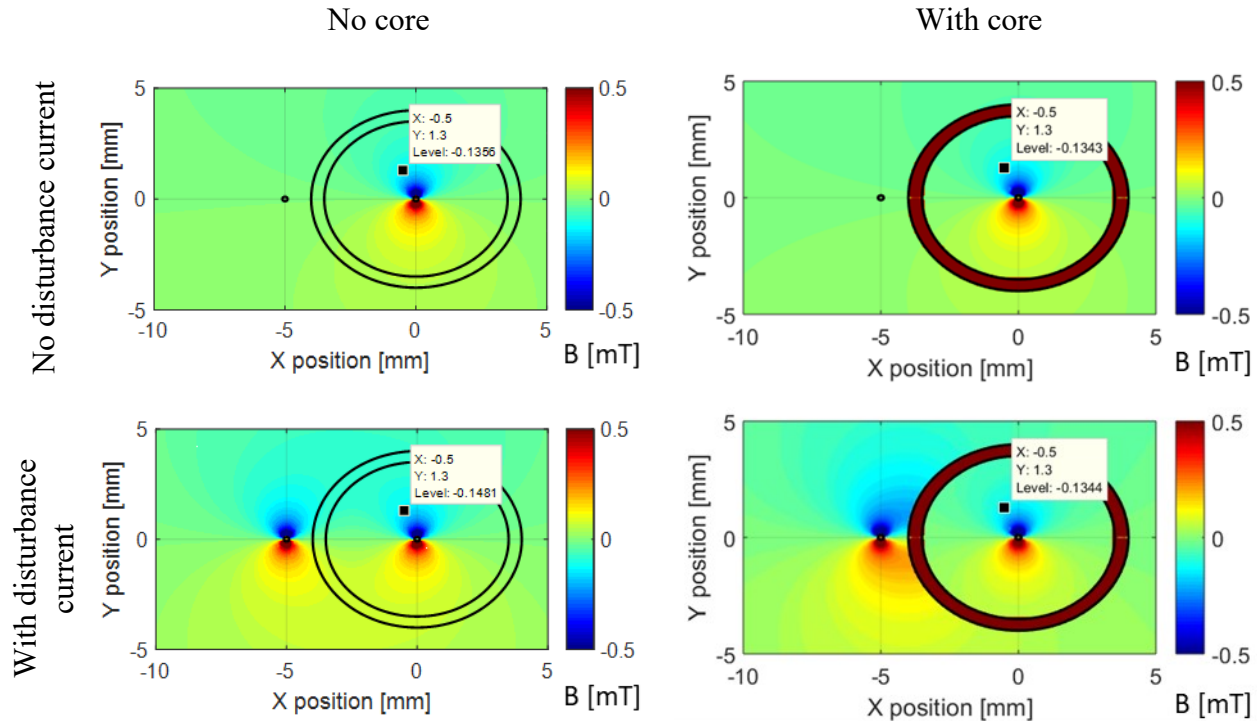 No core
With core
No disturbance current
5
0
-5
-10
-5
0
5
X position [mm]
Y position [mm]
X: -0.5
Y: 1.3
Level: -0.1356
0.5
0
-0.5
B [mT]
5
0
-5
-10
-5
0
5
X position [mm]
Y position [mm]
X: -0.5
Y: 1.3
Level: -0.1343
0.5
0
-0.5
B [mT]
With disturbance
current
5
0
-5
-10
-5
0
5
X position [mm]
Y position [mm]
X: -0.5
Y: 1.3
Level: -0.1481
0.5
0
-0.5
B [mT]
5
0
-5
-10
-5
0
5
X position [mm]
Y position [mm]
X: -0.5
Y: 1.3
Level: -0.1344
0.5
0
-0.5
B [mT]